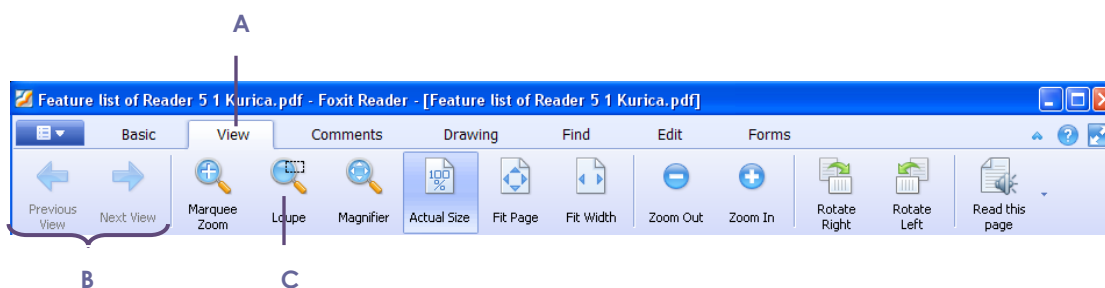 A
Feature list of Reader 5 1 Kurica.pdf - Foxit Reader - [Feature list of Reader 5 1 Kurica.pdf]
Basic View Comments Drawing Find Edit Forms
Previous View
Next View
Marquee Zoom
Loupe
Magnifier
100 %
Actual Size
Fit Page
Fit Width
Zoom Out
Zoom In
Rotate Right
Rotate Left
Read this page
B C